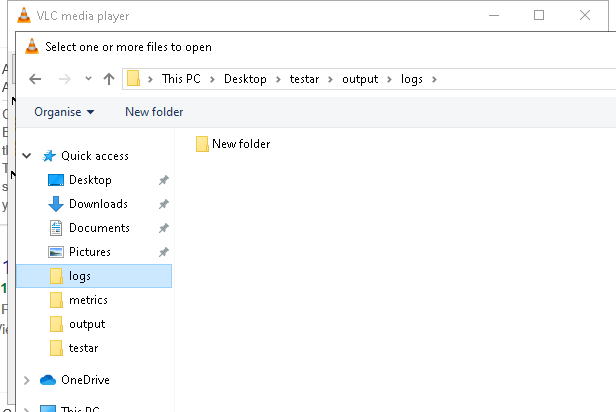 VLC media player
Select one or more files to open
This PC > Desktop > testar > output > logs >
Organise New folder
New folder
Quick access
Desktop
Downloads
Documents
Pictures
logs
metrics
output
testar
OneDrive
This PC